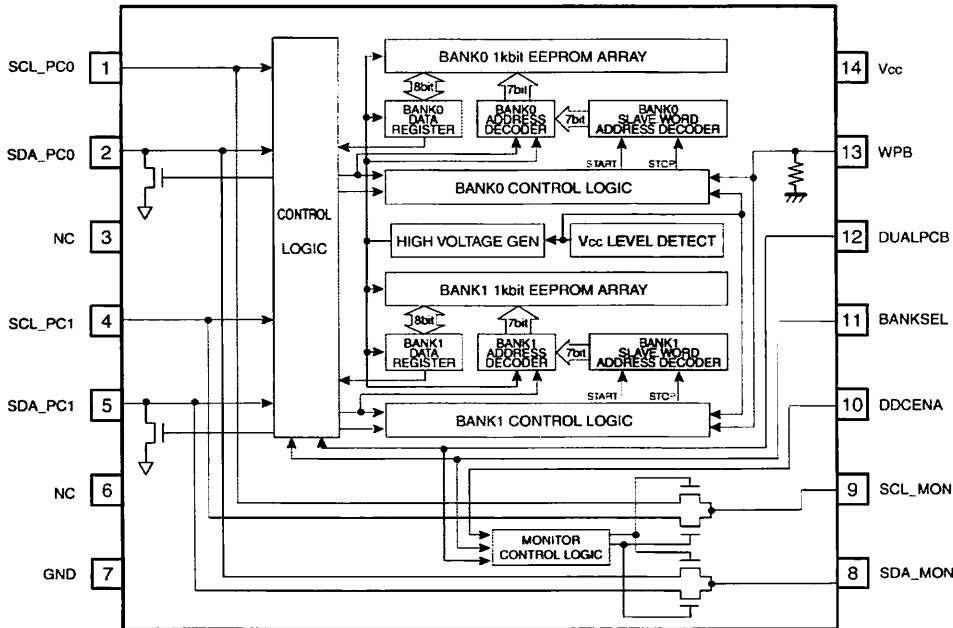 SCL_PC0
1
SDA_PC0
2
NC
3
SCL_PC1
4
SDA_PC1
5
NC
6
GND
7
CONTROL
LOGIC
BANK0 1kbit EEPROM ARRAY
8bit
7bit
BANK0
DATA
REGISTER
BANK0
ADDRESS
DECODER
7bit
BANK0
SLAVE WORD
ADDRESS DECODER
START
STOP
BANK0 CONTROL LOGIC
HIGH VOLTAGE GEN
Vcc LEVEL DETECT
BANK1 1kbit EEPROM ARRAY
8bit
7bit
BANK1
DATA
REGISTER
BANK1
ADDRESS
DECODER
7bit
BANK1
SLAVE WORD
ADDRESS DECODER
START
STOP
BANK1 CONTROL LOGIC
MONITOR
CONTROL LOGIC
14
Vcc
13
WPB
12
DUALPCB
11
BANKSEL
10
DDCENA
9
SCL_MON
8
SDA_MON